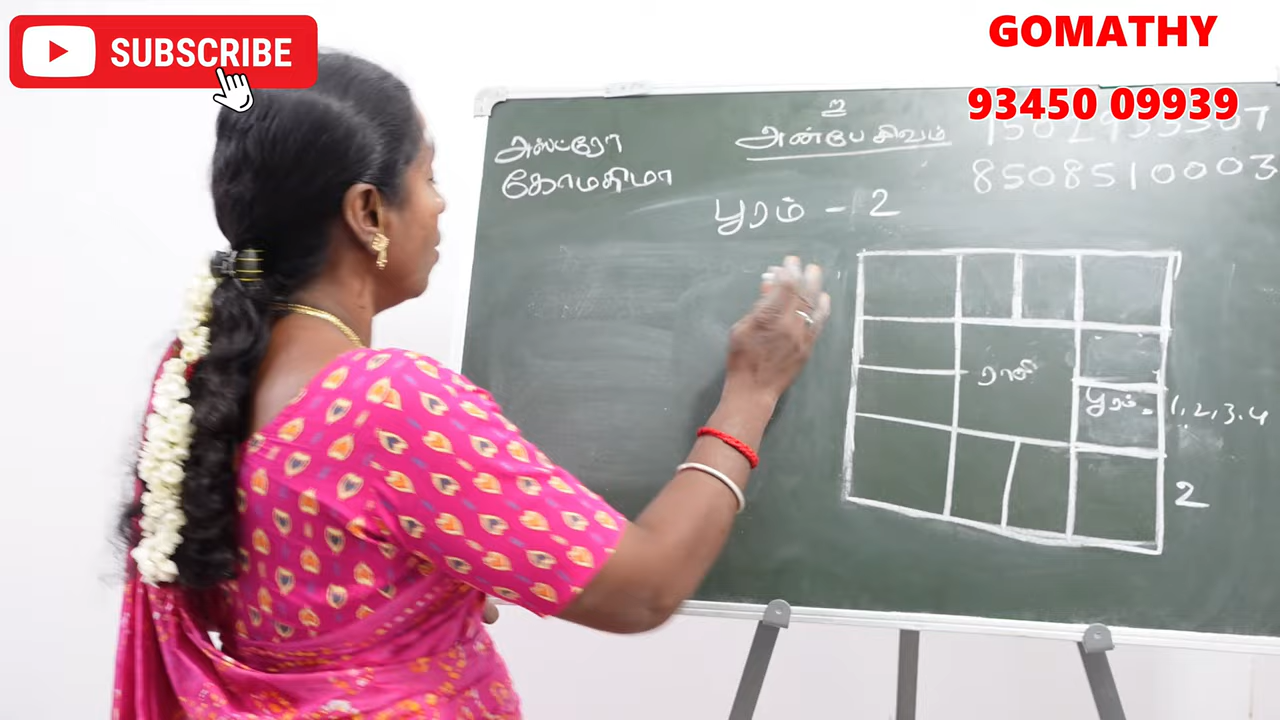 SUBSCRIBE
GOMATHY
93450 09939
உ
அஸ்ட்ரோ
கோமதிமா
அன்பே சிவம்
8508510003
பூரம் - 2
ராசி
பூரம் - 1, 2, 3, 4
2